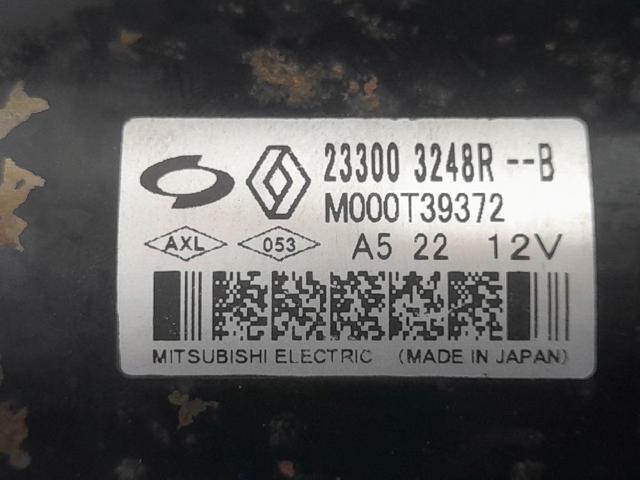 23300 3248R --B
M000T39372
AXL 053 A5 22 12V
MITSUBISHI ELECTRIC (MADE IN JAPAN)